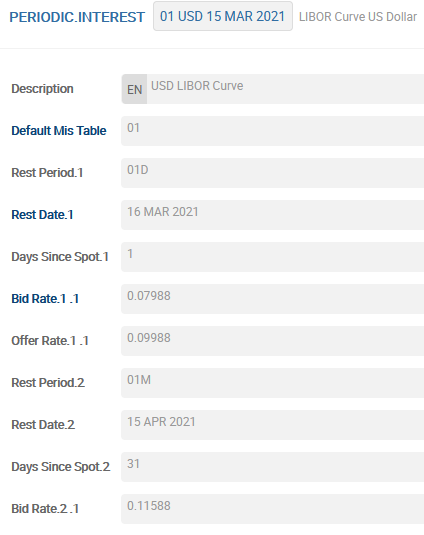 PERIODIC.INTEREST 01 USD 15 MAR 2021 LIBOR Curve US Dollar
Description EN USD LIBOR Curve
Default Mis Table 01
Rest Period.1 01D
Rest Date.1 16 MAR 2021
Days Since Spot.1 1
Bid Rate.1 .1 0.07988
Offer Rate.1 .1 0.09988
Rest Period.2 01M
Rest Date.2 15 APR 2021
Days Since Spot.2 31
Bid Rate.2 .1 0.11588